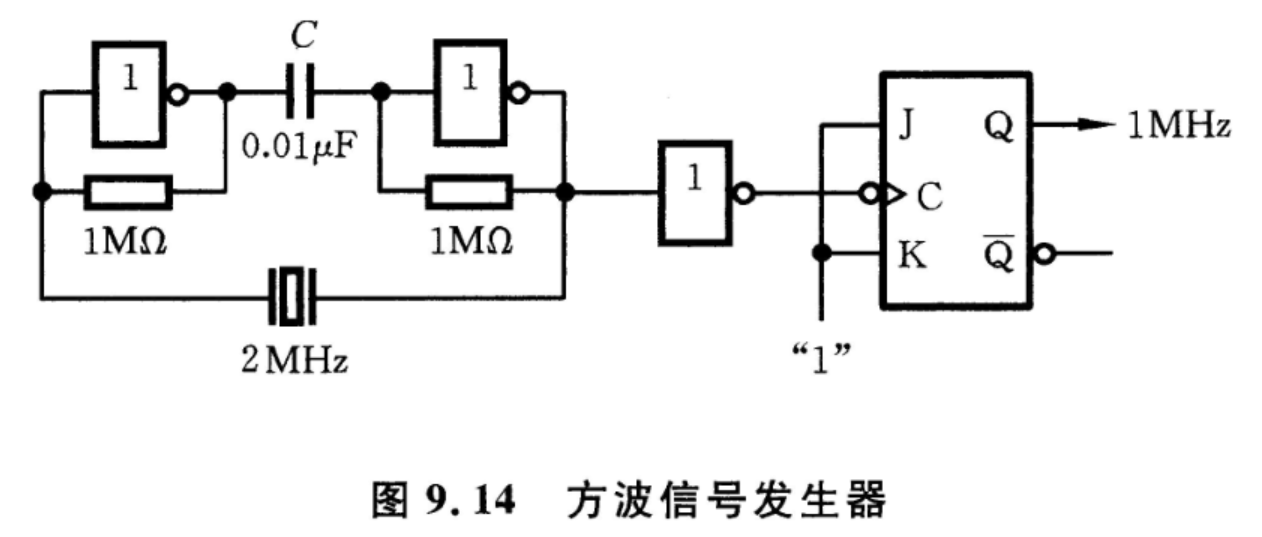 C
1
1
0.01μF
1MΩ
1MΩ
2MHz
1
J
Q
1MHz
C
K
Q̅
“1”
图 9.14 方波信号发生器